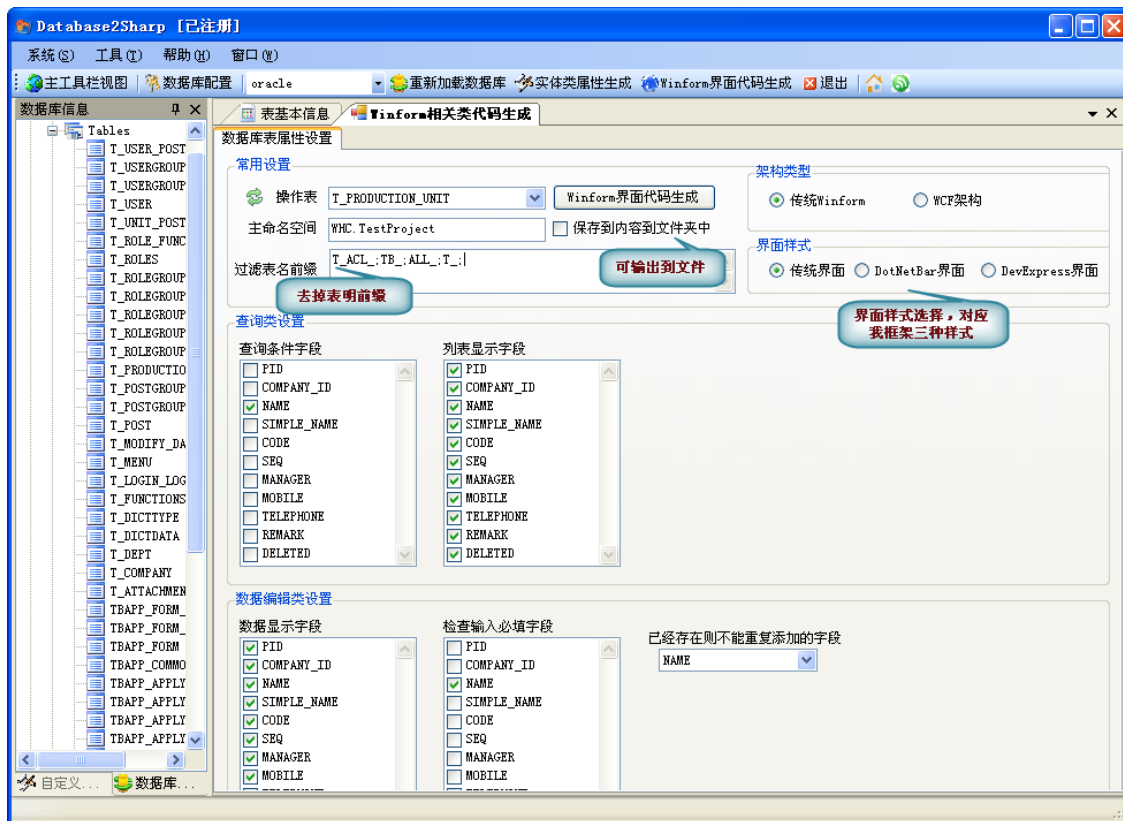 Database2Sharp [已注册]
系统(S) 工具(T) 帮助(H) 窗口(W)
主工具栏视图 数据库配置 oracle 重新加载数据库 实体类属性生成 Winform界面代码生成 退出
数据库信息
Tables
T_USER_POST
T_USERGROUP
T_USERGROUP
T_USER
T_UNIT_POST
T_ROLE_FUNC
T_ROLES
T_ROLEGROUP
T_ROLEGROUP
T_ROLEGROUP
T_ROLEGROUP
T_ROLEGROUP
T_PRODUCTIO
T_POSTGROUP
T_POSTGROUP
T_POST
T_MODIFY_DA
T_MENU
T_LOGIN_LOG
T_FUNCTIONS
T_DICTTYPE
T_DICTDATA
T_DEPT
T_COMPANY
T_ATTACHMEN
TBAPP_FORM_
TBAPP_FORM_
TBAPP_FORM
TBAPP_COMMO
TBAPP_APPLY
TBAPP_APPLY
TBAPP_APPLY
TBAPP_APPLY
自定义... 数据库...
表基本信息 Winform相关类代码生成
数据库表属性设置
常用设置
操作表 T_PRODUCTION_UNIT Winform界面代码生成
主命名空间 WHC.TestProject 保存到内容到文件夹中
过滤表名前缀 T_ACL_;TB_;ALL_;T_;
去掉表明前缀
可输出到文件
架构类型
传统Winform WCF架构
界面样式
传统界面 DotNetBar界面 DevExpress界面
界面样式选择，对应
我框架三种样式
查询类设置
查询条件字段
PID
COMPANY_ID
NAME
SIMPLE_NAME
CODE
SEQ
MANAGER
MOBILE
TELEPHONE
REMARK
DELETED
列表显示字段
PID
COMPANY_ID
NAME
SIMPLE_NAME
CODE
SEQ
MANAGER
MOBILE
TELEPHONE
REMARK
DELETED
数据编辑类设置
数据显示字段
PID
COMPANY_ID
NAME
SIMPLE_NAME
CODE
SEQ
MANAGER
MOBILE
检查输入必填字段
PID
COMPANY_ID
NAME
SIMPLE_NAME
CODE
SEQ
MANAGER
MOBILE
已经存在则不能重复添加的字段
NAME